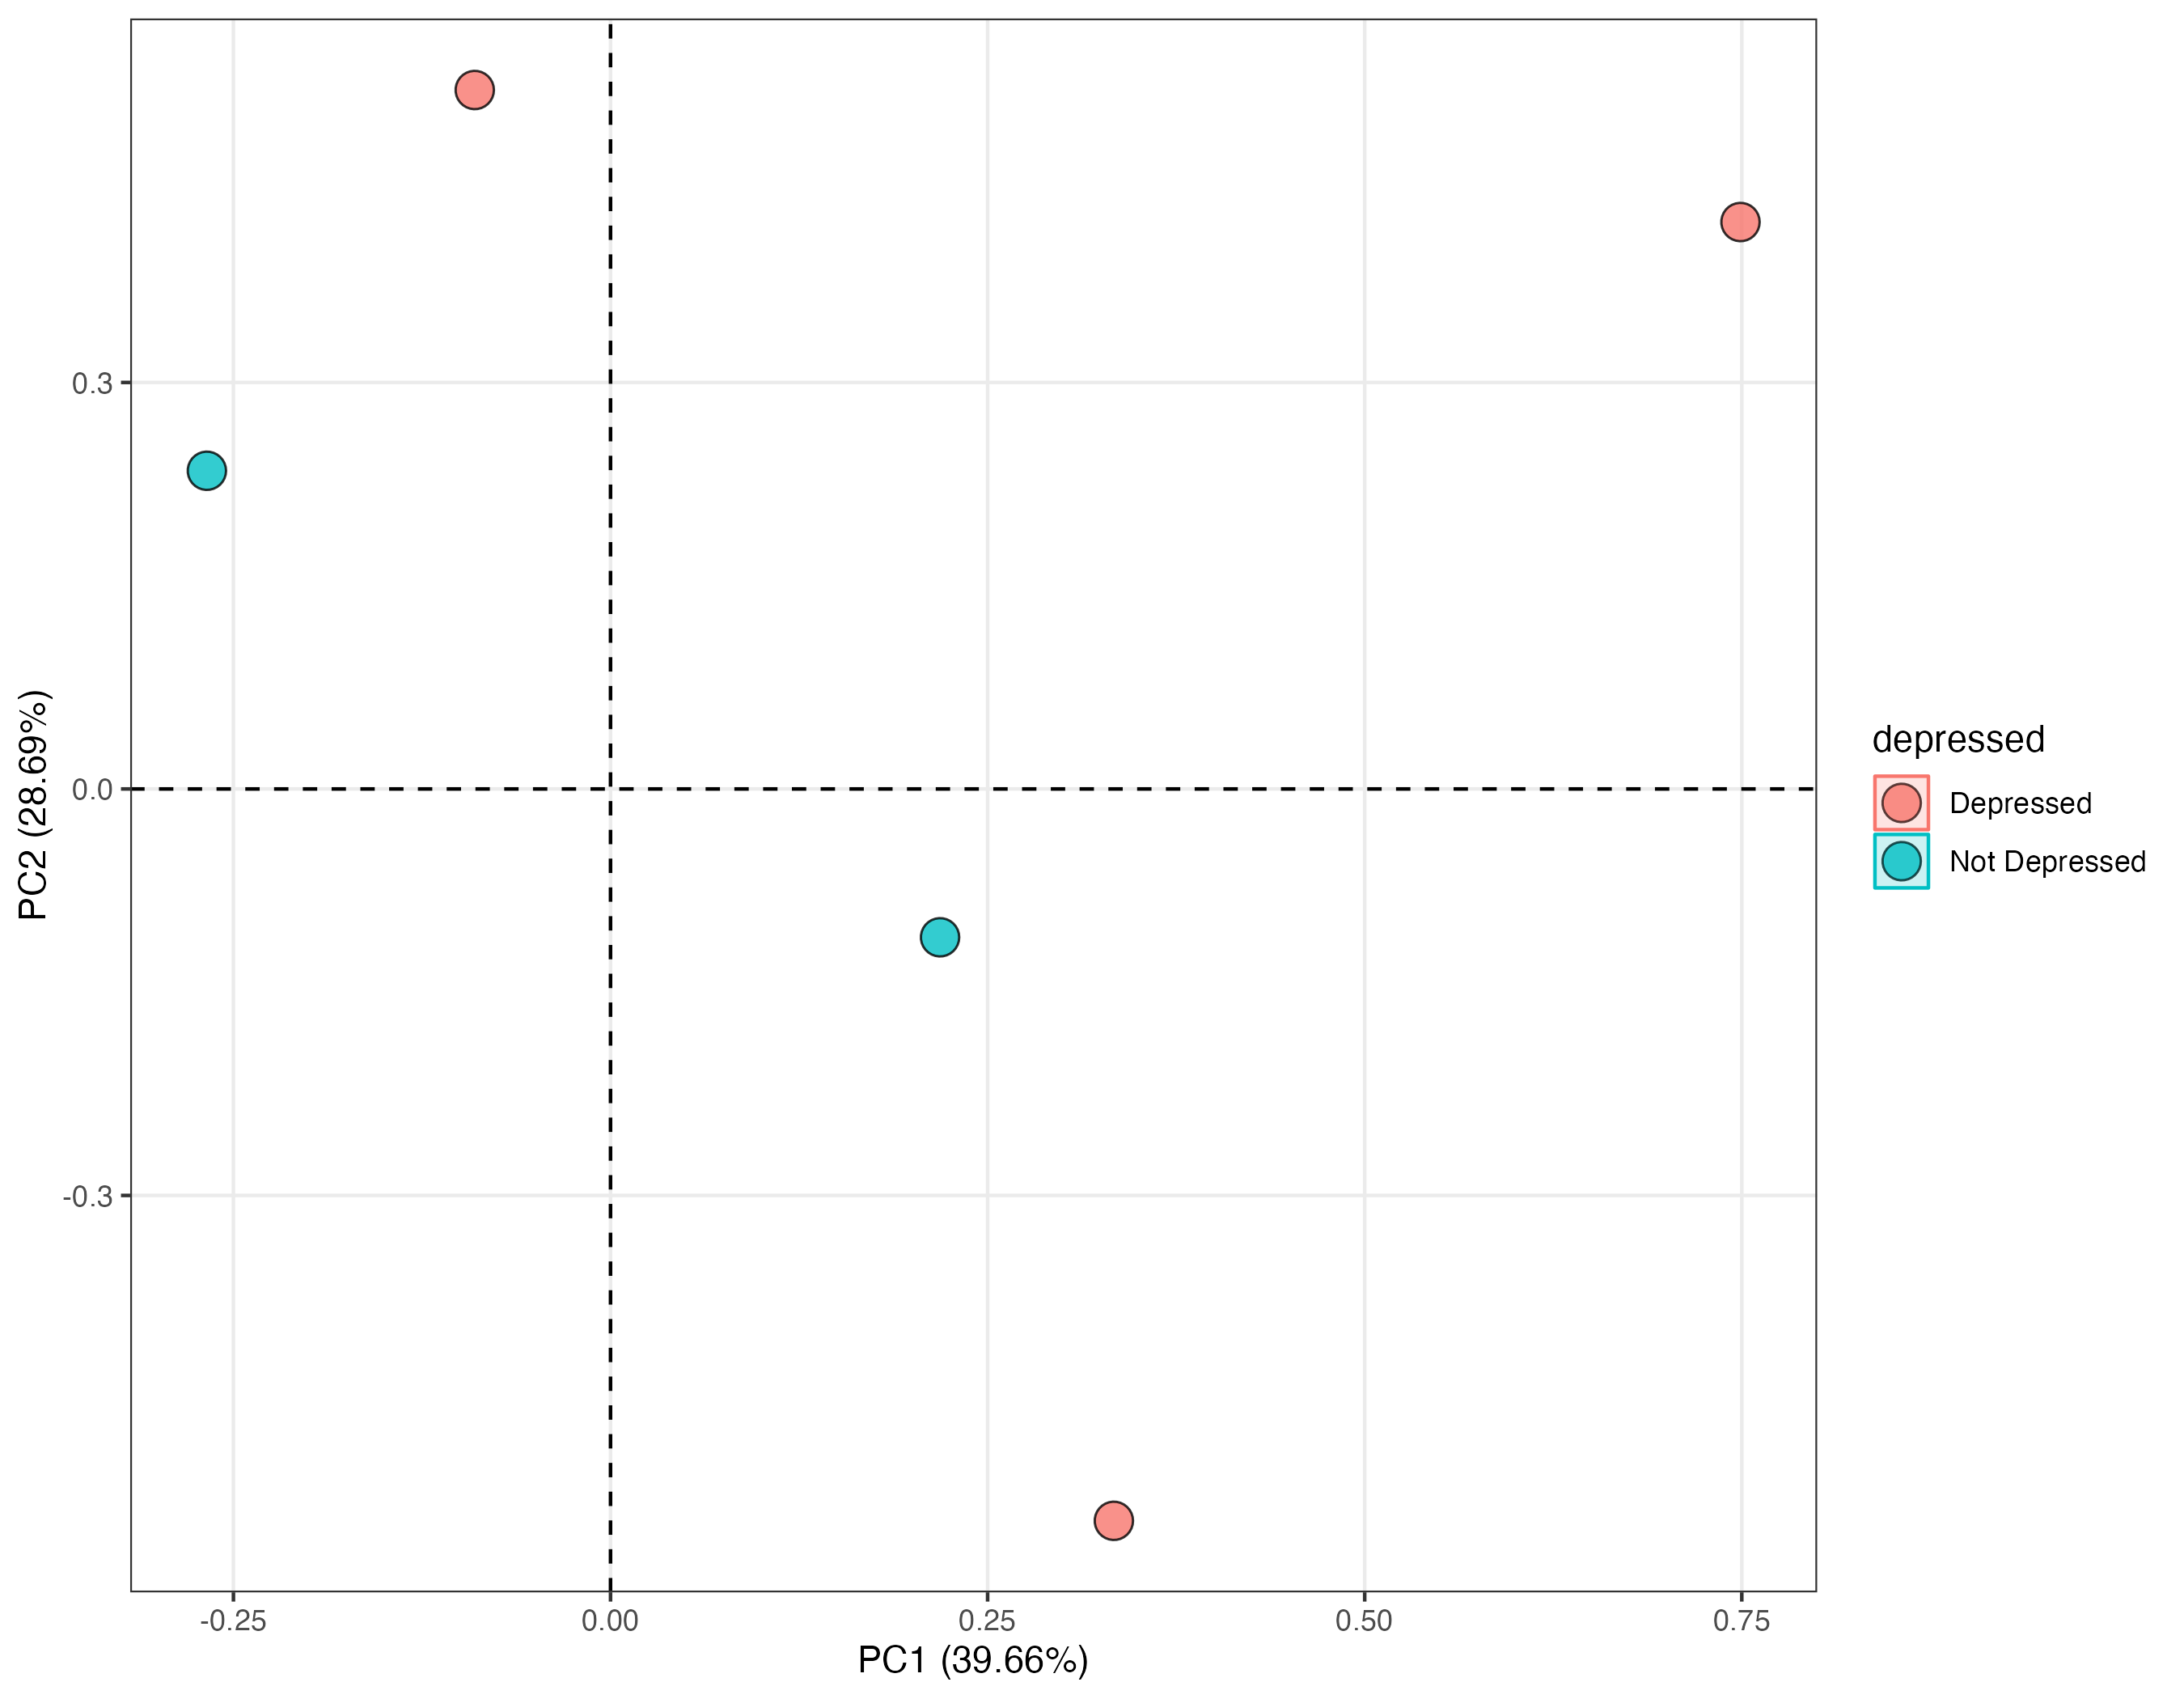 0.3
0.0
-0.3
PC2 (28.69%)
-0.25
0.00
0.25
0.50
0.75
PC1 (39.66%)
depressed
Depressed
Not Depressed